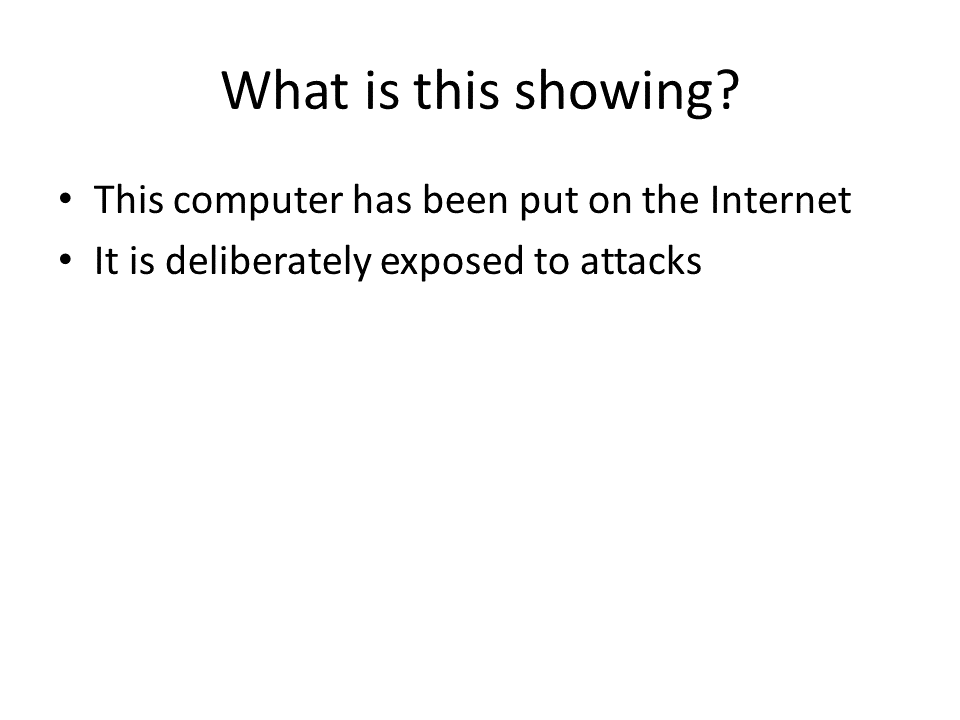 What is this showing?
• This computer has been put on the Internet
• It is deliberately exposed to attacks